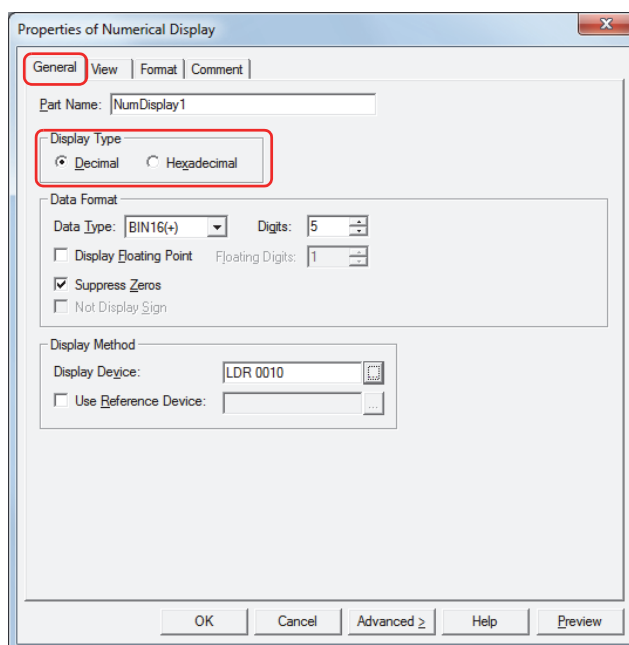 Properties of Numerical Display
General View Format Comment
Part Name: NumDisplay1
Display Type
Decimal Hexadecimal
Data Format
Data Type: BIN16(+) Digits: 5
Display Floating Point Floating Digits: 1
Suppress Zeros
Not Display Sign
Display Method
Display Device: LDR 0010
Use Reference Device: ...
OK Cancel Advanced > Help Preview